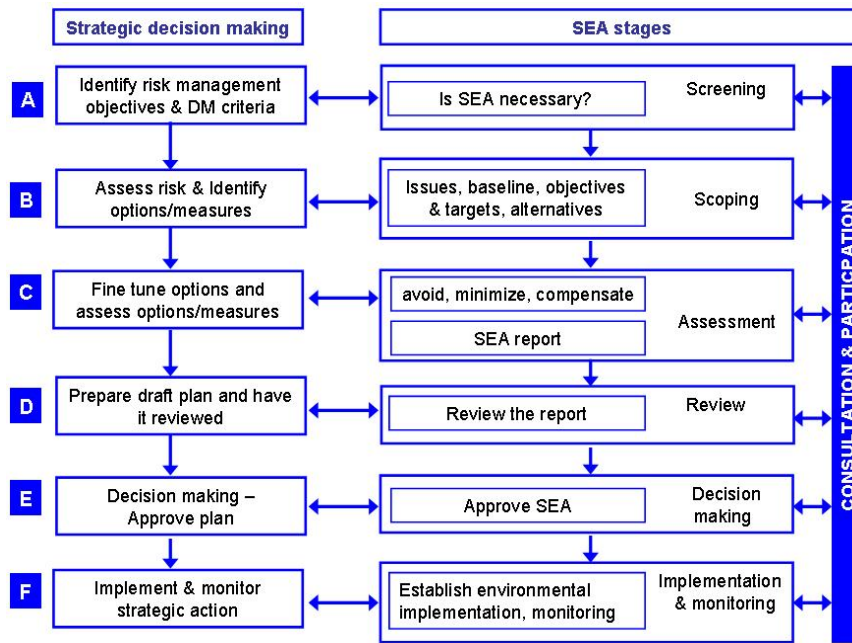 Strategic decision making
SEA stages
A
Identify risk management
objectives & DM criteria
Is SEA necessary?
Screening
B
Assess risk & Identify
options/measures
Issues, baseline, objectives
& targets, alternatives
Scoping
C
Fine tune options and
assess options/measures
avoid, minimize, compensate
SEA report
Assessment
D
Prepare draft plan and have
it reviewed
Review the report
Review
E
Decision making –
Approve plan
Approve SEA
Decision
making
F
Implement & monitor
strategic action
Establish environmental
implementation, monitoring
Implementation
& monitoring
CONSULTATION & PARTICPATION